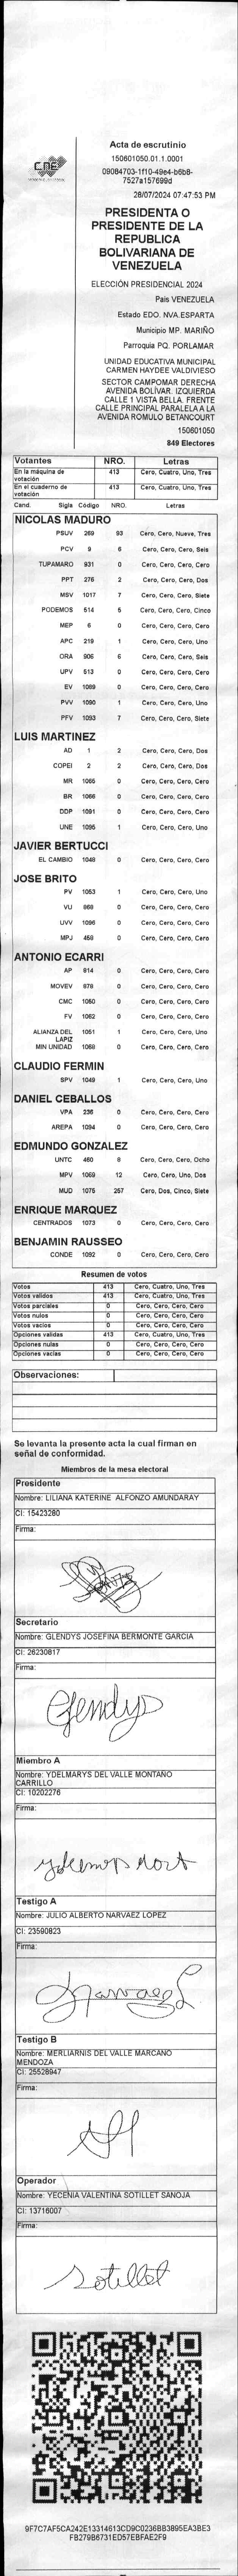 CNE
Acta de escrutinio
150601050.01.1.0001
09084703-1f10-49e4-b6b8-
7527a157699d
28/07/2024 07:47:53 PM
PRESIDENTA O
PRESIDENTE DE LA
REPUBLICA
BOLIVARIANA DE
VENEZUELA
ELECCIÓN PRESIDENCIAL 2024
País VENEZUELA
Estado EDO. NVA.ESPARTA
Municipio MP. MARIÑO
Parroquia PQ. PORLAMAR
UNIDAD EDUCATIVA MUNICIPAL
CARMEN HAYDEE VALDIVIESO
SECTOR CAMPOMAR DERECHA
AVENIDA BOLÍVAR. IZQUIERDA
CALLE 1 VISTA BELLA. FRENTE
CALLE PRINCIPAL PARALELA A LA
AVENIDA ROMULO BETANCOURT
150601050
849 Electores
Votantes NRO. Letras
En la máquina de votación 413 Cero, Cuatro, Uno, Tres
En el cuaderno de votación 413 Cero, Cuatro, Uno, Tres
Cand. Sigla Código NRO. Letras
NICOLAS MADURO
PSUV 269 93 Cero, Cero, Nueve, Tres
PCV 9 6 Cero, Cero, Cero, Seis
TUPAMARO 931 0 Cero, Cero, Cero, Cero
PPT 276 2 Cero, Cero, Cero, Dos
MSV 1017 7 Cero, Cero, Cero, Siete
PODEMOS 514 5 Cero, Cero, Cero, Cinco
MEP 6 0 Cero, Cero, Cero, Cero
APC 219 1 Cero, Cero, Cero, Uno
ORA 906 6 Cero, Cero, Cero, Seis
UPV 513 0 Cero, Cero, Cero, Cero
EV 1089 0 Cero, Cero, Cero, Cero
PVV 1090 1 Cero, Cero, Cero, Uno
PFV 1093 7 Cero, Cero, Cero, Siete
LUIS MARTINEZ
AD 1 2 Cero, Cero, Cero, Dos
COPEI 2 2 Cero, Cero, Cero, Dos
MR 1065 0 Cero, Cero, Cero, Cero
BR 1066 0 Cero, Cero, Cero, Cero
DDP 1091 0 Cero, Cero, Cero, Cero
UNE 1095 1 Cero, Cero, Cero, Uno
JAVIER BERTUCCI
EL CAMBIO 1048 0 Cero, Cero, Cero, Cero
JOSE BRITO
PV 1053 1 Cero, Cero, Cero, Uno
VU 868 0 Cero, Cero, Cero, Cero
UVV 1096 0 Cero, Cero, Cero, Cero
MPJ 458 0 Cero, Cero, Cero, Cero
ANTONIO ECARRI
AP 814 0 Cero, Cero, Cero, Cero
MOVEV 978 0 Cero, Cero, Cero, Cero
CMC 1050 0 Cero, Cero, Cero, Cero
FV 1062 0 Cero, Cero, Cero, Cero
ALIANZA DEL LAPIZ 1051 1 Cero, Cero, Cero, Uno
MIN UNIDAD 1068 0 Cero, Cero, Cero, Cero
CLAUDIO FERMIN
SPV 1049 1 Cero, Cero, Cero, Uno
DANIEL CEBALLOS
VPA 236 0 Cero, Cero, Cero, Cero
AREPA 1094 0 Cero, Cero, Cero, Cero
EDMUNDO GONZALEZ
UNTC 460 8 Cero, Cero, Cero, Ocho
MPV 1069 12 Cero, Cero, Uno, Dos
MUD 1075 257 Cero, Dos, Cinco, Siete
ENRIQUE MARQUEZ
CENTRADOS 1073 0 Cero, Cero, Cero, Cero
BENJAMIN RAUSSEO
CONDE 1092 0 Cero, Cero, Cero, Cero
Resumen de votos
Votos 413 Cero, Cuatro, Uno, Tres
Votos validos 413 Cero, Cuatro, Uno, Tres
Votos parciales 0 Cero, Cero, Cero, Cero
Votos nulos 0 Cero, Cero, Cero, Cero
Votos vacíos 0 Cero, Cero, Cero, Cero
Opciones validas 413 Cero, Cuatro, Uno, Tres
Opciones nulas 0 Cero, Cero, Cero, Cero
Opciones vacías 0 Cero, Cero, Cero, Cero
Observaciones:
Se levanta la presente acta la cual firman en
señal de conformidad.
Miembros de la mesa electoral
Presidente
Nombre: LILIANA KATERINE ALFONZO AMUNDARAY
CI: 15423280
Firma:
Secretario
Nombre: GLENDYS JOSEFINA BERMONTE GARCIA
CI: 26230817
Firma:
Glendys
Miembro A
Nombre: YDELMARYS DEL VALLE MONTAÑO
CARRILLO
CI: 10202276
Firma:
Testigo A
Nombre: JULIO ALBERTO NARVAEZ LOPEZ
CI: 23590823
Firma:
Narvaez L
Testigo B
Nombre: MERLIARNIS DEL VALLE MARCANO
MENDOZA
CI: 25528947
Firma:
Operador
Nombre: YECENIA VALENTINA SOTILLET SANOJA
CI: 13716007
Firma:
Sotillet
9F7C7AF5CA242E13314613CD9C0236BB3895EA3BE3
FB279B6731ED57EBFAE2F9